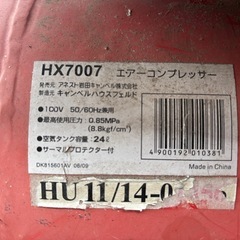 HX7007 エアーコンプレッサー
発売元 アネスト岩田キャンベル株式会社
製造元 キャンベルハウスフェルド
●100V 50/60Hz兼用
●最高使用圧力:0.85MPa
(8.8kgf/cm²)
●空気タンク容量:24ℓ
●サーマルプロテクター付
4900192010381
DK815601AV 08/09
Made in China
HU 11/14-0